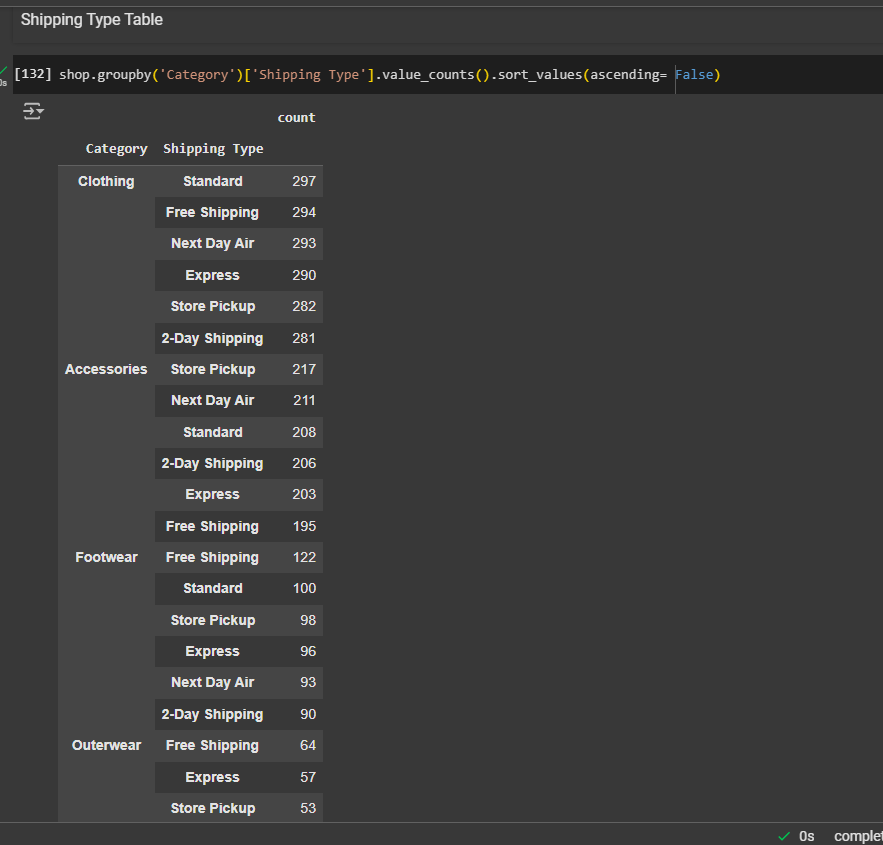 Shipping Type Table
[132] shop.groupby('Category')['Shipping Type'].value_counts().sort_values(ascending= False)
0s
count
Category Shipping Type
Clothing Standard 297
Free Shipping 294
Next Day Air 293
Express 290
Store Pickup 282
2-Day Shipping 281
Accessories Store Pickup 217
Next Day Air 211
Standard 208
2-Day Shipping 206
Express 203
Free Shipping 195
Footwear Free Shipping 122
Standard 100
Store Pickup 98
Express 96
Next Day Air 93
2-Day Shipping 90
Outerwear Free Shipping 64
Express 57
Store Pickup 53
0s complet